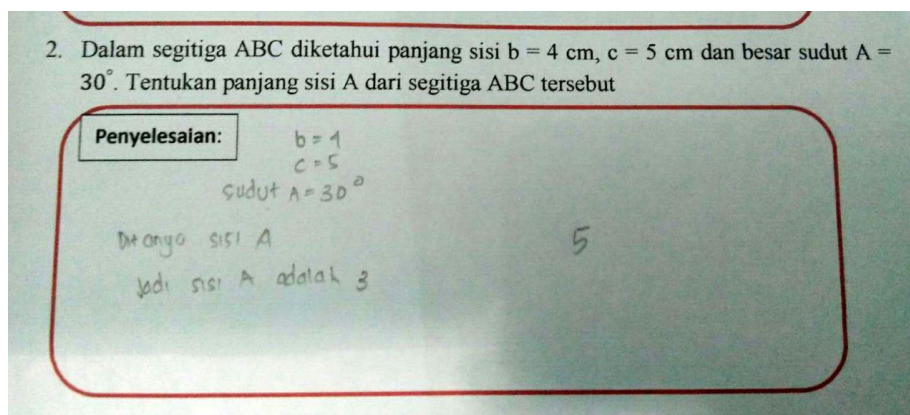 2. Dalam segitiga ABC diketahui panjang sisi b = 4 cm, c = 5 cm dan besar sudut A =
30°. Tentukan panjang sisi A dari segitiga ABC tersebut
Penyelesaian:
b = 4
c = 5
sudut A = 30°
Ditanya sisi A
5
Jadi sisi A adalah 3